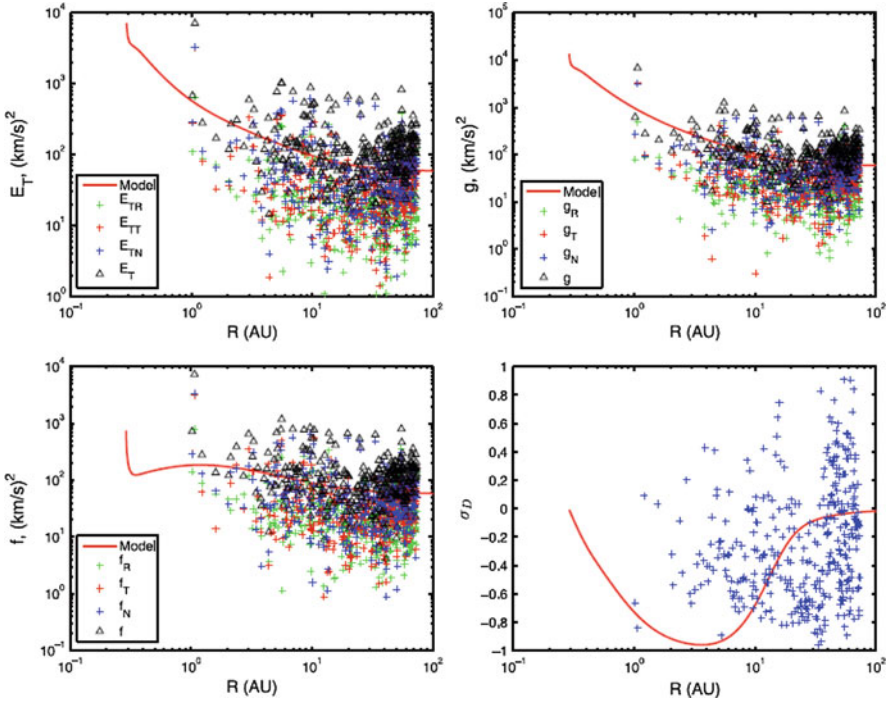 10^4
10^3
10^2
10^1
10^0
E_T, (km/s)^2
Model
E_TR
E_TT
E_TN
E_T
10^-1 10^0 10^1 10^2
R (AU)
10^5
10^4
10^3
10^2
10^1
10^0
10^-1
g, (km/s)^2
Model
g_R
g_T
g_N
g
10^-1 10^0 10^1 10^2
R (AU)
10^4
10^3
10^2
10^1
10^0
10^-1
f, (km/s)^2
Model
f_R
f_T
f_N
f
10^-1 10^0 10^1 10^2
R (AU)
1
0.8
0.6
0.4
0.2
0
−0.2
−0.4
−0.6
−0.8
−1
σ_D
10^-1 10^0 10^1 10^2
R (AU)